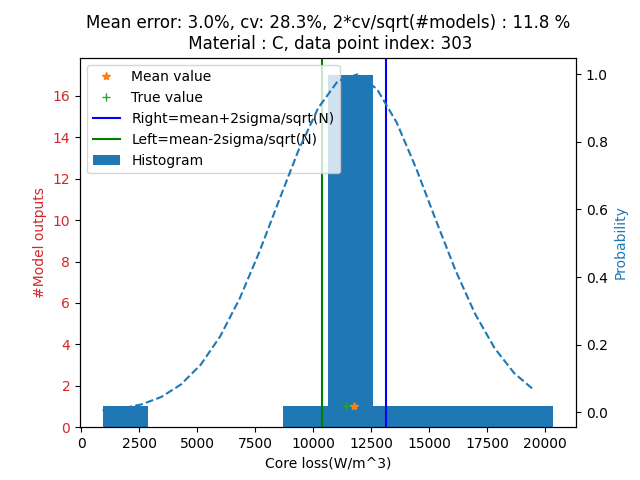 Mean error: 3.0%, cv: 28.3%, 2*cv/sqrt(#models) : 11.8 %
Material : C, data point index: 303
Mean value
True value
Right=mean+2sigma/sqrt(N)
Left=mean-2sigma/sqrt(N)
Histogram
#Model outputs
16
14
12
10
8
6
4
2
0
1.0
0.8
0.6
0.4
0.2
0.0
Probability
0 2500 5000 7500 10000 12500 15000 17500 20000
Core loss(W/m^3)